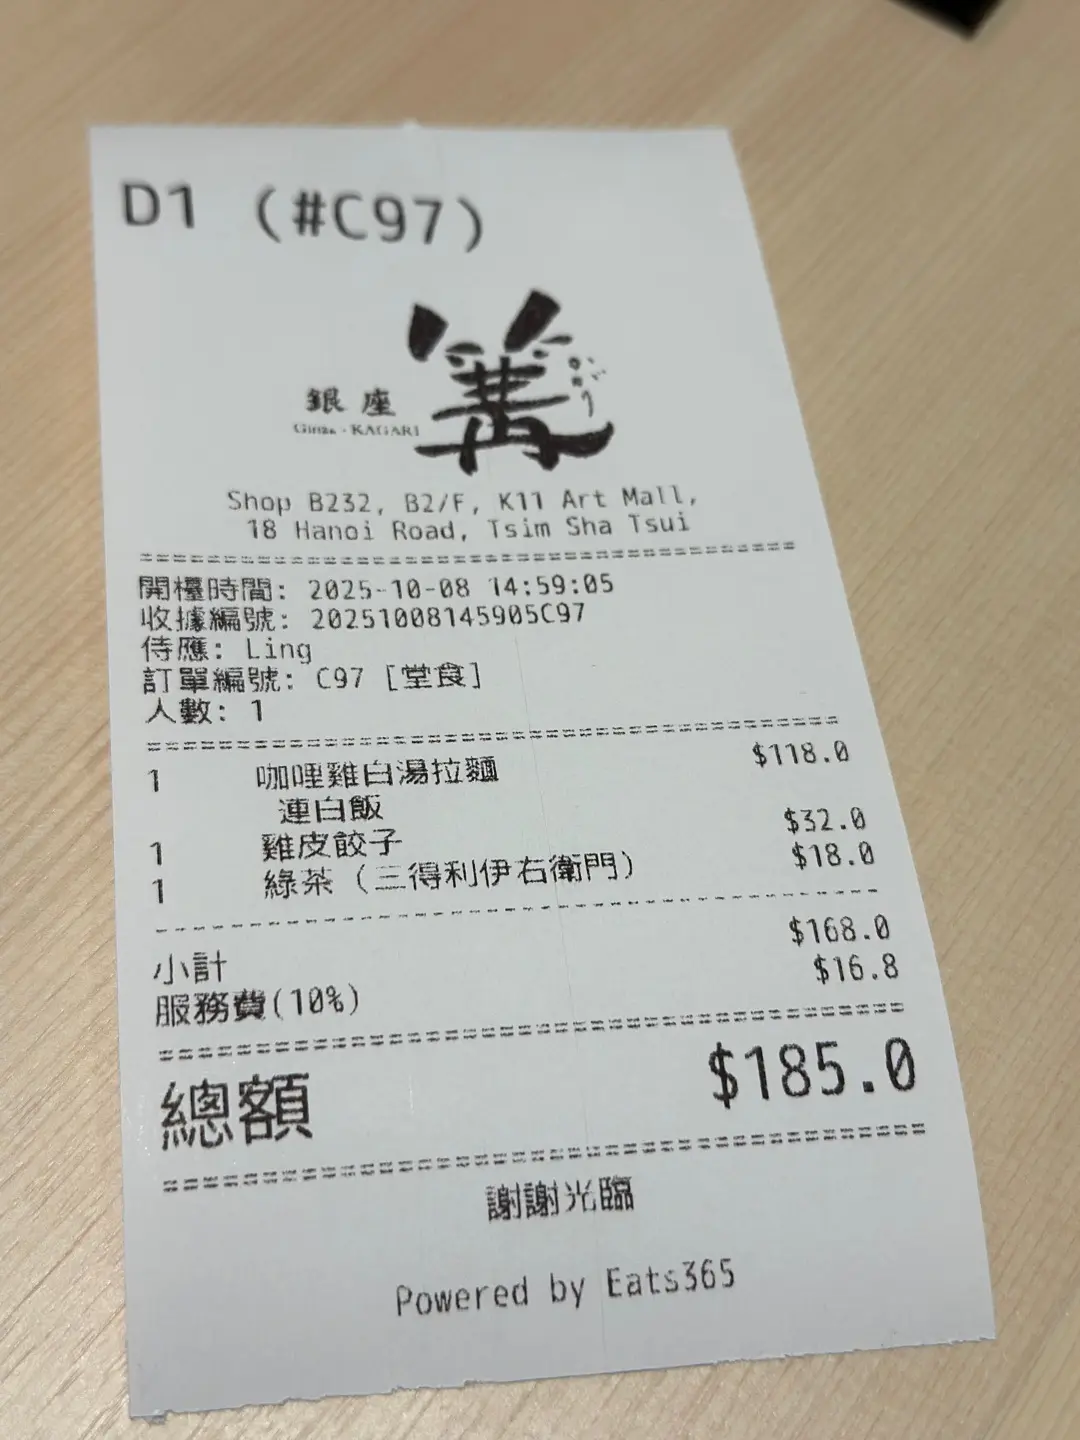 D1 (#C97)
銀座
Ginza · KAGARI
篝
かがり
Shop B232, B2/F, K11 Art Mall,
18 Hanoi Road, Tsim Sha Tsui
開檯時間: 2025-10-08 14:59:05
收據編號: 20251008145905C97
侍應: Ling
訂單編號: C97 [堂食]
人數: 1
1 咖哩雞白湯拉麵 $118.0
連白飯
1 雞皮餃子 $32.0
1 綠茶 (三得利伊右衛門) $18.0
小計 $168.0
服務費(10%) $16.8
總額 $185.0
謝謝光臨
Powered by Eats365